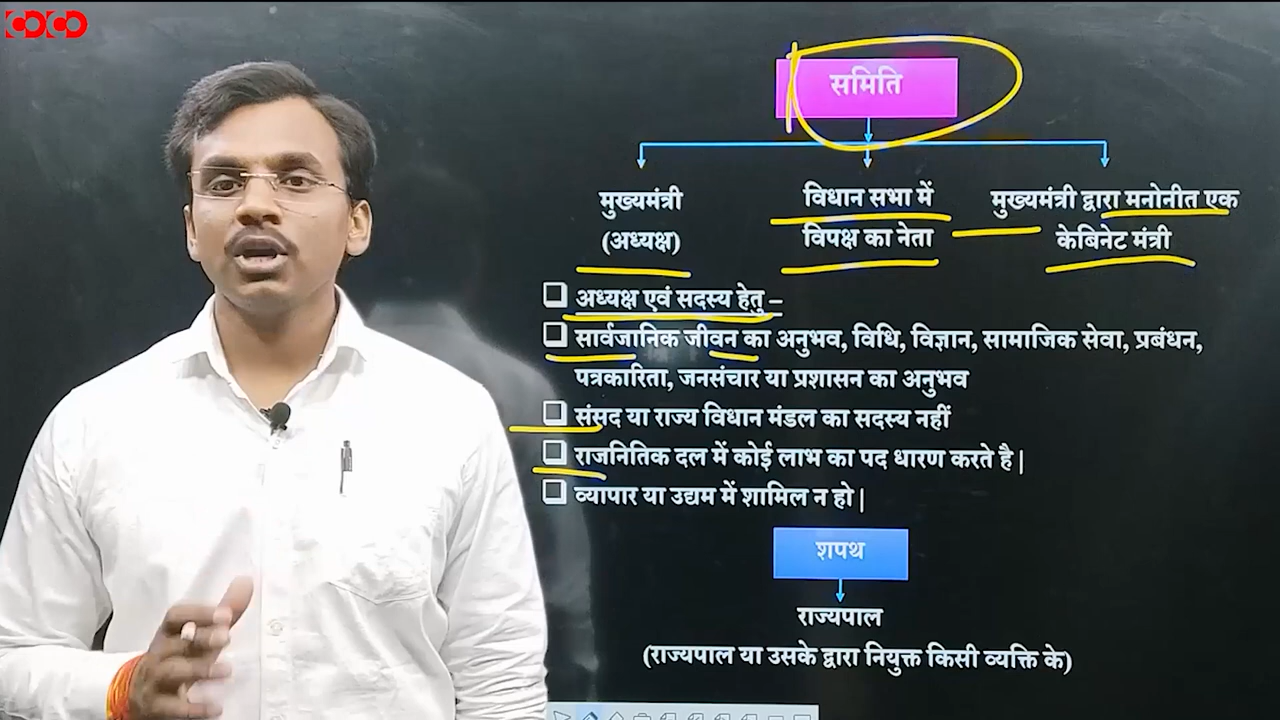 समिति
मुख्यमंत्री
(अध्यक्ष)
विधान सभा में
विपक्ष का नेता
मुख्यमंत्री द्वारा मनोनीत एक
केबिनेट मंत्री
अध्यक्ष एवं सदस्य हेतु –
सार्वजानिक जीवन का अनुभव, विधि, विज्ञान, सामाजिक सेवा, प्रबंधन,
पत्रकारिता, जनसंचार या प्रशासन का अनुभव
संसद या राज्य विधान मंडल का सदस्य नहीं
राजनितिक दल में कोई लाभ का पद धारण करते है |
व्यापार या उद्यम में शामिल न हो |
शपथ
राज्यपाल
(राज्यपाल या उसके द्वारा नियुक्त किसी व्यक्ति के)